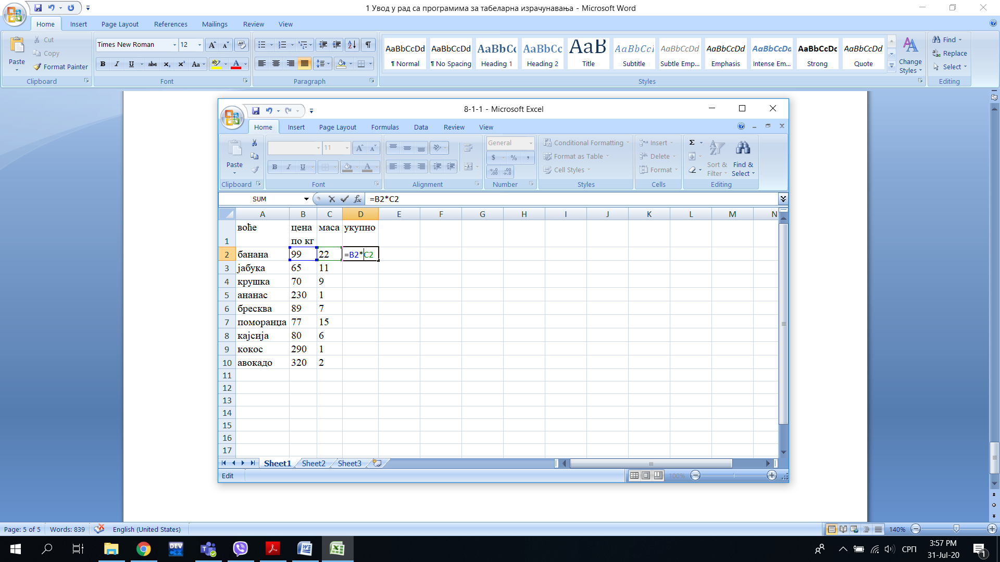 1 Увод у рад са програмима за табеларна израчунавања - Microsoft Word
Home Insert Page Layout References Mailings Review View
Paste Cut Copy Format Painter
Times New Roman 12
B I U abc x₂ x² Aa aby A
AaBbCcDd AaBbCcDd AaBbCc AaBbCc AaB AaBbCcI AaBbCcDd AaBbCcDd AaBbCcDc AaBbCcDc AaBbCcDd
¶ Normal ¶ No Spacing Heading 1 Heading 2 Title Subtitle Subtle Emp... Emphasis Intense Em... Strong Quote
Change Styles
Find Replace Select
Clipboard Font Paragraph Styles Editing
8-1-1 - Microsoft Excel
Home Insert Page Layout Formulas Data Review View
Paste 11 General
B I U A $ %
Conditional Formatting Format as Table Cell Styles
Insert Delete Format
Σ Sort & Filter Find & Select
Clipboard Font Alignment Number Styles Cells Editing
SUM fx =B2*C2
A B C D E F G H I J K L M N
1 воће цена по кг маса укупно
2 банана 99 22 =B2*C2
3 јабука 65 11
4 крушка 70 9
5 ананас 230 1
6 бресква 89 7
7 поморанџа 77 15
8 кајсија 80 6
9 кокос 290 1
10 авокадо 320 2
11
12
13
14
15
16
17
Sheet1 Sheet2 Sheet3
Edit 100%
Page: 5 of 5 Words: 839 English (United States) 140%
DEV
СРП 3:57 PM
31-Jul-20 1